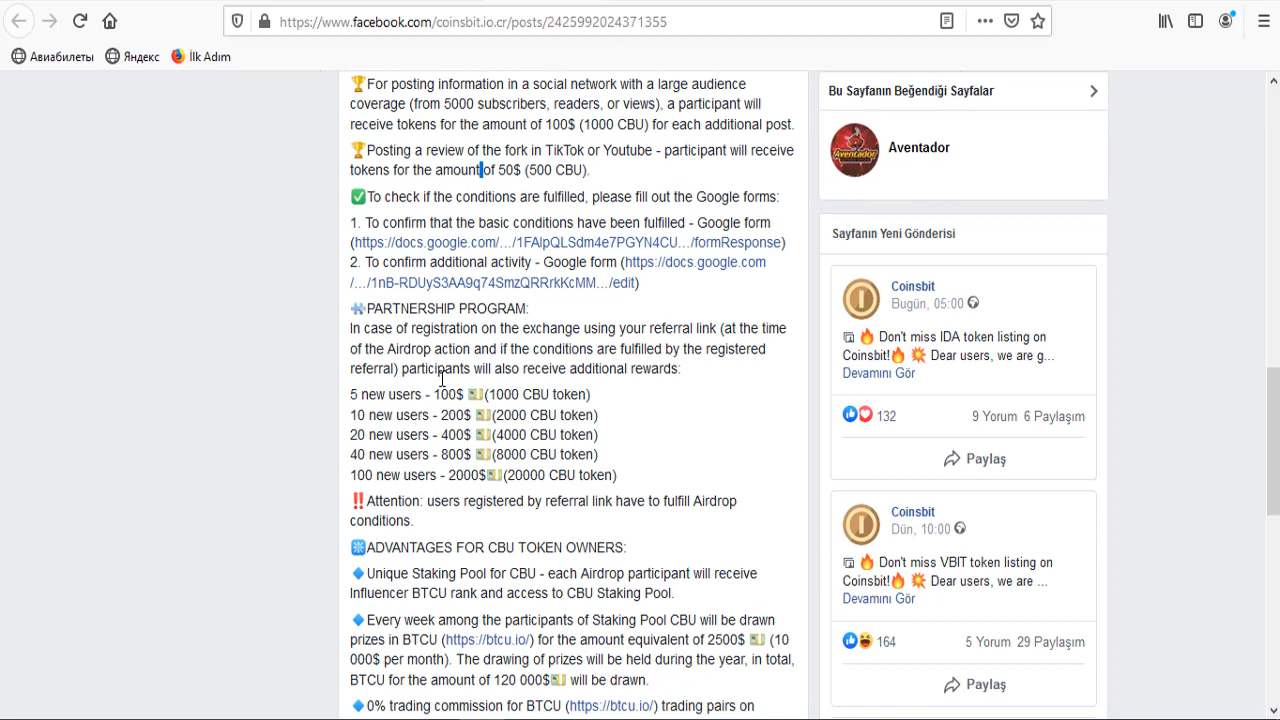 https://www.facebook.com/coinsbit.io.cr/posts/2425992024371355
Авиабилеты
Яндекс
İlk Adım
🏆For posting information in a social network with a large audience
coverage (from 5000 subscribers, readers, or views), a participant will
receive tokens for the amount of 100$ (1000 CBU) for each additional post.
🏆Posting a review of the fork in TikTok or Youtube - participant will receive
tokens for the amount of 50$ (500 CBU).
✅To check if the conditions are fulfilled, please fill out the Google forms:
1. To confirm that the basic conditions have been fulfilled - Google form
(https://docs.google.com/…/1FAlpQLSdm4e7PGYN4CU…/formResponse)
2. To confirm additional activity - Google form (https://docs.google.com
/…/1nB-RDUyS3AA9q74SmzQRRrkKcMM…/edit)
🧩PARTNERSHIP PROGRAM:
In case of registration on the exchange using your referral link (at the time
of the Airdrop action and if the conditions are fulfilled by the registered
referral) participants will also receive additional rewards:
5 new users - 100$ 💵(1000 CBU token)
10 new users - 200$ 💵(2000 CBU token)
20 new users - 400$ 💵(4000 CBU token)
40 new users - 800$ 💵(8000 CBU token)
100 new users - 2000$💵(20000 CBU token)
‼️Attention: users registered by referral link have to fulfill Airdrop
conditions.
❇️ADVANTAGES FOR CBU TOKEN OWNERS:
🔹Unique Staking Pool for CBU - each Airdrop participant will receive
Influencer BTCU rank and access to CBU Staking Pool.
🔹Every week among the participants of Staking Pool CBU will be drawn
prizes in BTCU (https://btcu.io/) for the amount equivalent of 2500$ 💵 (10
000$ per month). The drawing of prizes will be held during the year, in total,
BTCU for the amount of 120 000$💵 will be drawn.
🔹0% trading commission for BTCU (https://btcu.io/) trading pairs on
Bu Sayfanın Beğendiği Sayfalar
Aventador
Sayfanın Yeni Gönderisi
Coinsbit
Bugün, 05:00
🔥 Don't miss IDA token listing on
Coinsbit!🔥 💥 Dear users, we are g...
Devamını Gör
132
9 Yorum 6 Paylaşım
Paylaş
Coinsbit
Dün, 10:00
🔥 Don't miss VBIT token listing on
Coinsbit!🔥 💥 Dear users, we are ...
Devamını Gör
164
5 Yorum 29 Paylaşım
Paylaş